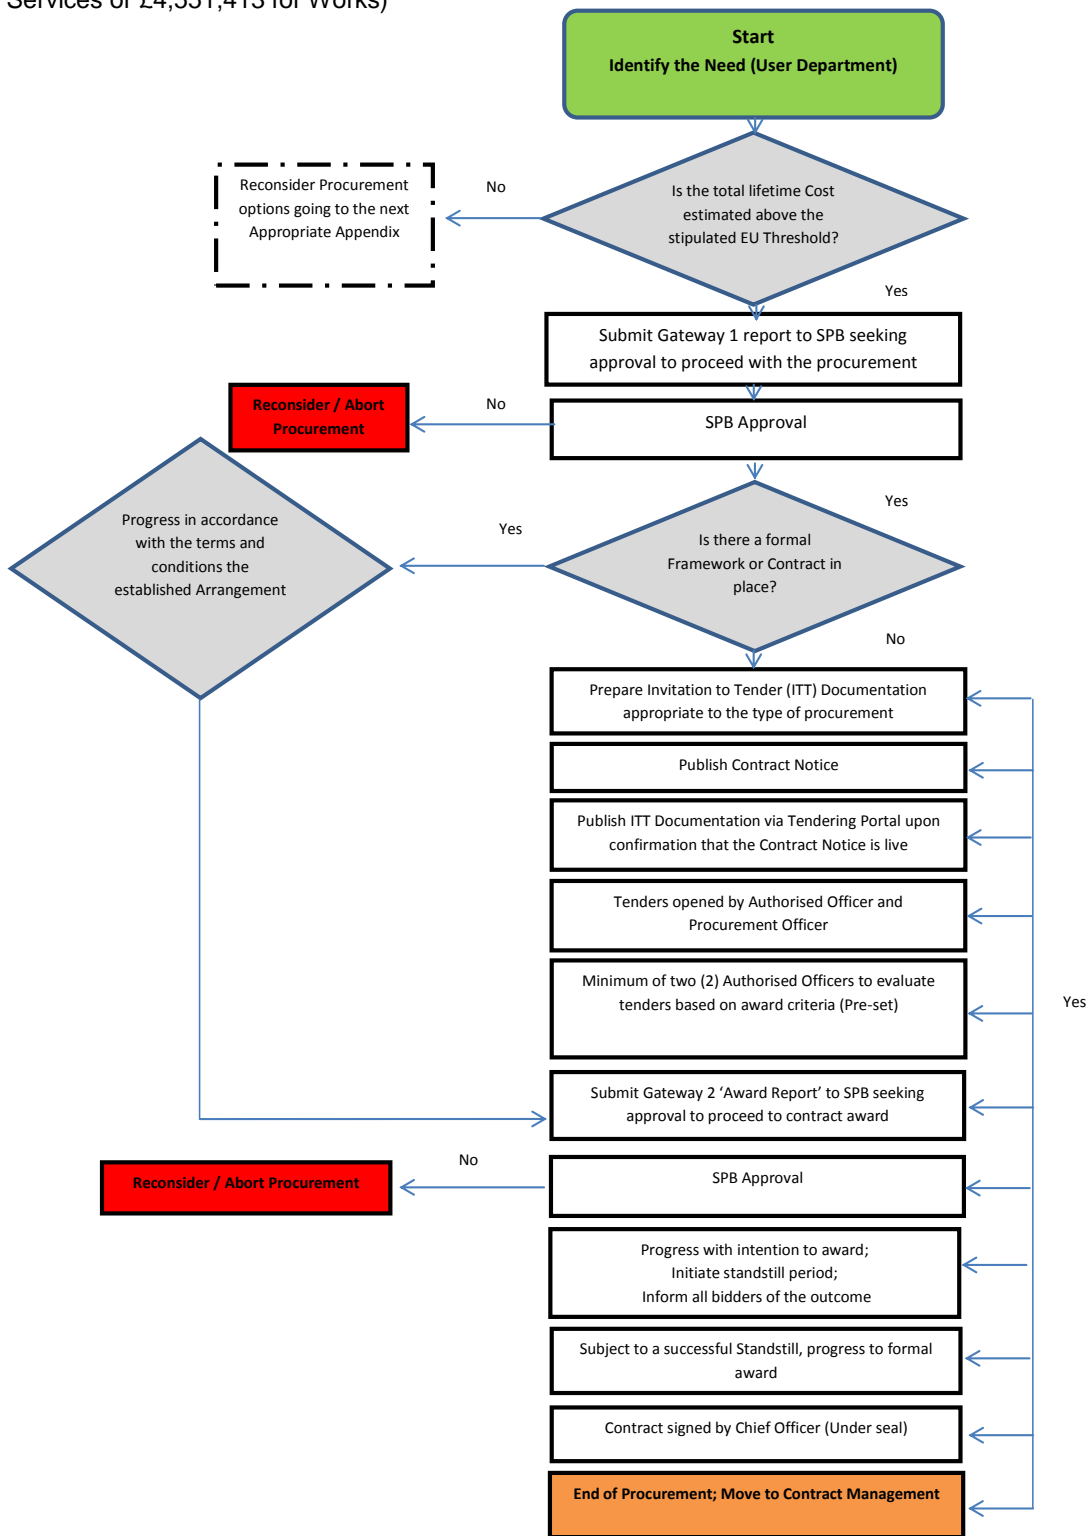 Services or £4,551,413 for Works)
Start
Identify the Need (User Department)
Reconsider Procurement
options going to the next
Appropriate Appendix
No
Is the total lifetime Cost
estimated above the
stipulated EU Threshold?
Yes
Submit Gateway 1 report to SPB seeking
approval to proceed with the procurement
Reconsider / Abort
Procurement
No
SPB Approval
Yes
Progress in accordance
with the terms and
conditions the
established Arrangement
Yes
Is there a formal
Framework or Contract in
place?
No
Prepare Invitation to Tender (ITT) Documentation
appropriate to the type of procurement
Publish Contract Notice
Publish ITT Documentation via Tendering Portal upon
confirmation that the Contract Notice is live
Tenders opened by Authorised Officer and
Procurement Officer
Minimum of two (2) Authorised Officers to evaluate
tenders based on award criteria (Pre-set)
Yes
Submit Gateway 2 ‘Award Report’ to SPB seeking
approval to proceed to contract award
Reconsider / Abort Procurement
No
SPB Approval
Progress with intention to award;
Initiate standstill period;
Inform all bidders of the outcome
Subject to a successful Standstill, progress to formal
award
Contract signed by Chief Officer (Under seal)
End of Procurement; Move to Contract Management